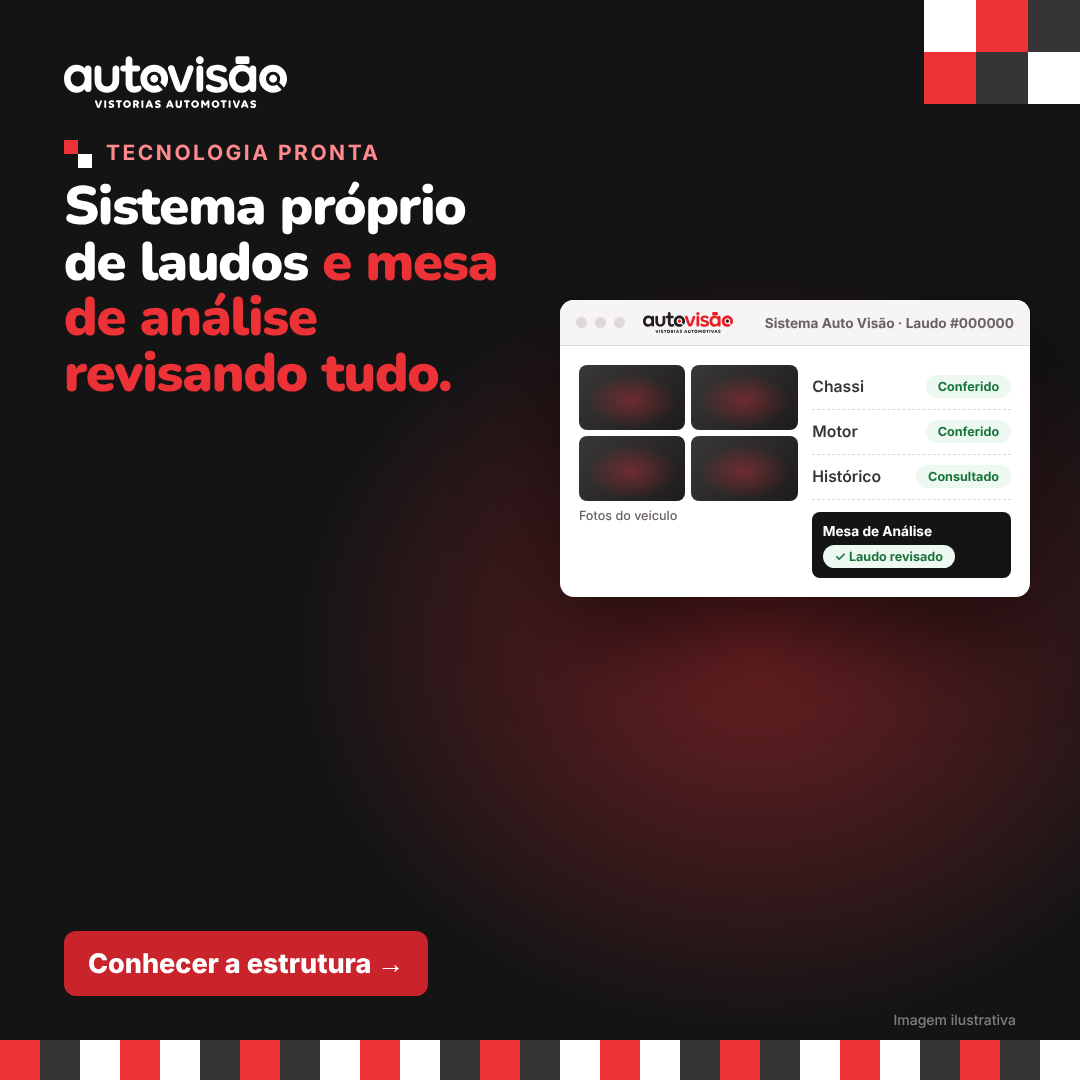 autovisão
VISTORIAS AUTOMOTIVAS
TECNOLOGIA PRONTA
Sistema próprio
de laudos e mesa
de análise
revisando tudo.
autovisão
VISTORIAS AUTOMOTIVAS
Sistema Auto Visão · Laudo #000000
Chassi Conferido
Motor Conferido
Histórico Consultado
Fotos do veículo
Mesa de Análise
✓ Laudo revisado
Conhecer a estrutura →
Imagem ilustrativa